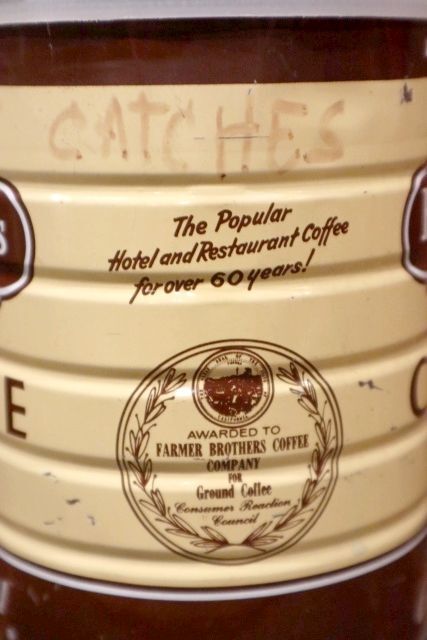 CATCHES
The Popular
Hotel and Restaurant Coffee
for over 60 years!
S
E
CALIFORNIA
AWARDED TO
FARMER BROTHERS COFFEE
COMPANY
FOR
Ground Coffee
Consumer Reaction
Council